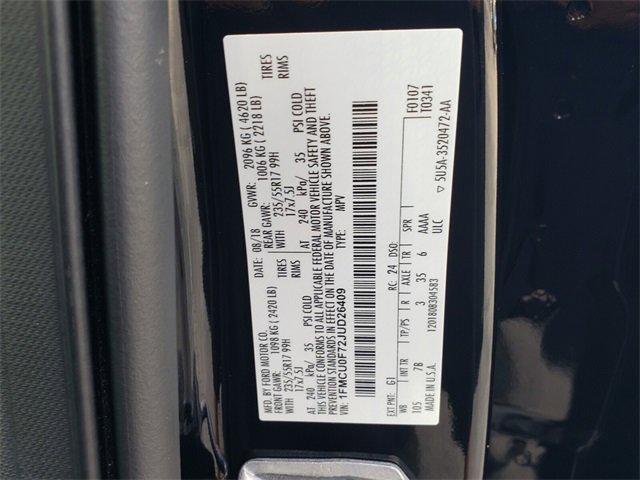 MFD. BY FORD MOTOR CO.
DATE: 08/18 GVWR: 2096 KG ( 4620 LB)
FRONT GAWR: 1098 KG ( 2420 LB) REAR GAWR: 1006 KG ( 2218 LB)
WITH 235/55R17 99H TIRES WITH 235/55R17 99H TIRES
17x7.5J RIMS 17x7.5J RIMS
AT 240 kPa/ 35 PSI COLD AT 240 kPa/ 35 PSI COLD
THIS VEHICLE CONFORMS TO ALL APPLICABLE FEDERAL MOTOR VEHICLE SAFETY AND THEFT
PREVENTION STANDARDS IN EFFECT ON THE DATE OF MANUFACTURE SHOWN ABOVE.
VIN: 1FMCU0F72JUD26409 TYPE: MPV
F0107
T0341
EXT PNT: G1 RC: 24 DSO:
WB INT TR TP/PS R AXLE TR SPR
105 7B 3 35 6 AAAA
MADE IN U.S.A. 1201808304583 ULC
▽ 5U5A-3520472-AA